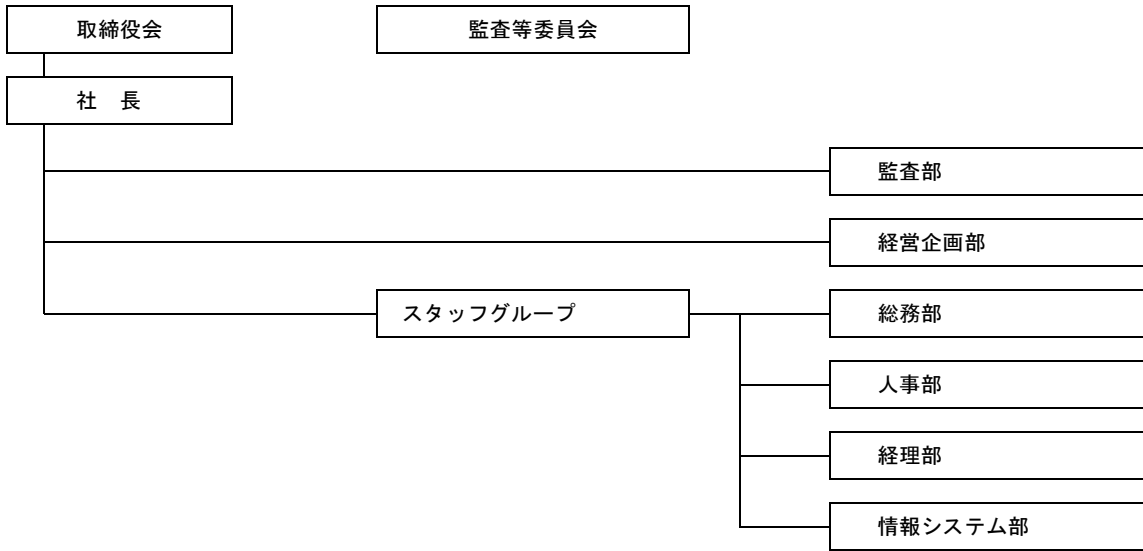 取締役会
監査等委員会
社　長
監査部
経営企画部
スタッフグループ
総務部
人事部
経理部
情報システム部